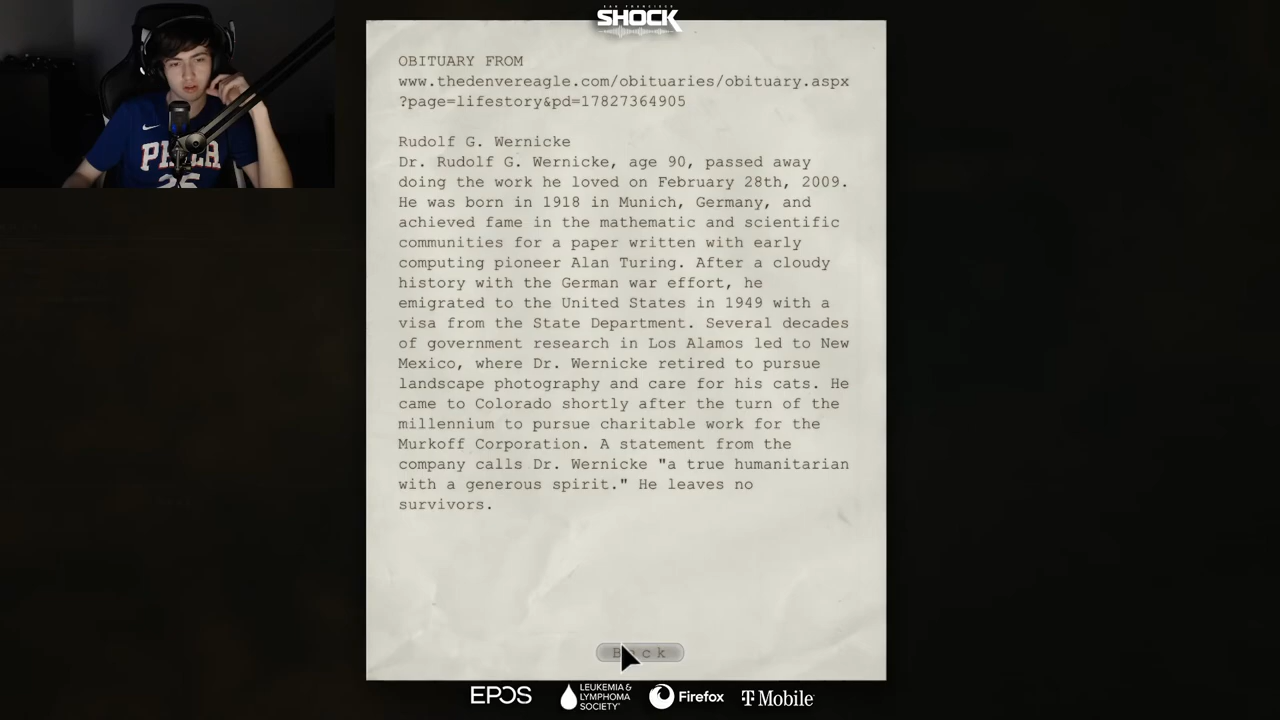 SAN FRANCISCO
SHOCK
OBITUARY FROM
www.thedenvereagle.com/obituaries/obituary.aspx
?page=lifestory&pd=17827364905
Rudolf G. Wernicke
Dr. Rudolf G. Wernicke, age 90, passed away
doing the work he loved on February 28th, 2009.
He was born in 1918 in Munich, Germany, and
achieved fame in the mathematic and scientific
communities for a paper written with early
computing pioneer Alan Turing. After a cloudy
history with the German war effort, he
emigrated to the United States in 1949 with a
visa from the State Department. Several decades
of government research in Los Alamos led to New
Mexico, where Dr. Wernicke retired to pursue
landscape photography and care for his cats. He
came to Colorado shortly after the turn of the
millennium to pursue charitable work for the
Murkoff Corporation. A statement from the
company calls Dr. Wernicke "a true humanitarian
with a generous spirit." He leaves no
survivors.
Back
EPOS
LEUKEMIA &
LYMPHOMA
SOCIETY
Firefox
T Mobile